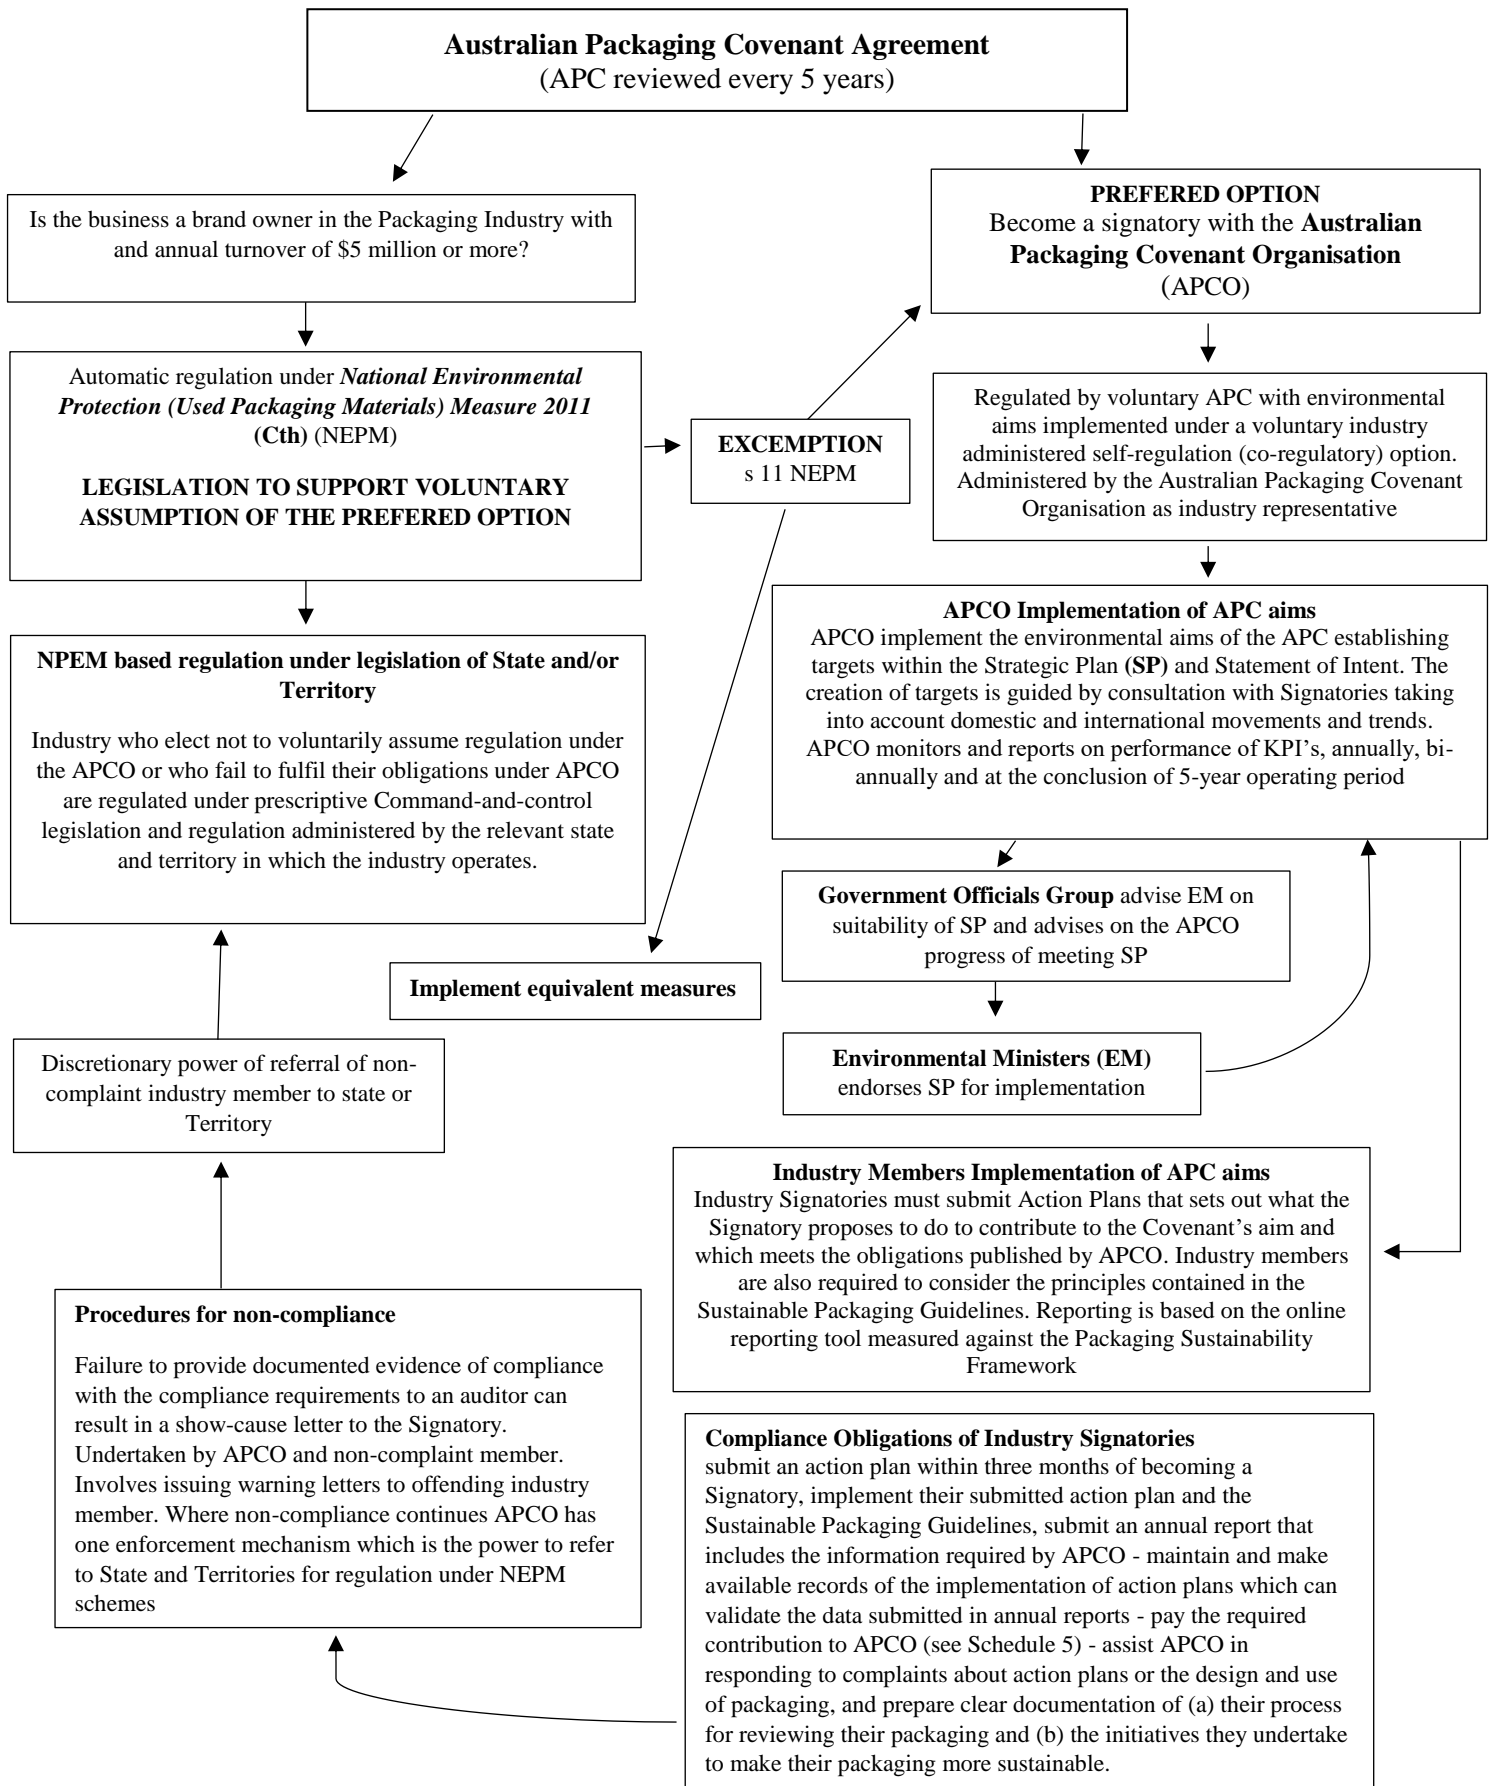 Australian Packaging Covenant Agreement
(APC reviewed every 5 years)
Is the business a brand owner in the Packaging Industry with
and annual turnover of $5 million or more?
PREFERED OPTION
Become a signatory with the Australian
Packaging Covenant Organisation
(APCO)
Automatic regulation under National Environmental
Protection (Used Packaging Materials) Measure 2011
(Cth) (NEPM)
LEGISLATION TO SUPPORT VOLUNTARY
ASSUMPTION OF THE PREFERED OPTION
EXCEMPTION
s 11 NEPM
Regulated by voluntary APC with environmental
aims implemented under a voluntary industry
administered self-regulation (co-regulatory) option.
Administered by the Australian Packaging Covenant
Organisation as industry representative
APCO Implementation of APC aims
APCO implement the environmental aims of the APC establishing
targets within the Strategic Plan (SP) and Statement of Intent. The
creation of targets is guided by consultation with Signatories taking
into account domestic and international movements and trends.
APCO monitors and reports on performance of KPI's, annually, bi-
annually and at the conclusion of 5-year operating period
NPEM based regulation under legislation of State and/or
Territory
Industry who elect not to voluntarily assume regulation under
the APCO or who fail to fulfil their obligations under APCO
are regulated under prescriptive Command-and-control
legislation and regulation administered by the relevant state
and territory in which the industry operates.
Government Officials Group advise EM on
suitability of SP and advises on the APCO
progress of meeting SP
Implement equivalent measures
Environmental Ministers (EM)
endorses SP for implementation
Discretionary power of referral of non-
complaint industry member to state or
Territory
Industry Members Implementation of APC aims
Industry Signatories must submit Action Plans that sets out what the
Signatory proposes to do to contribute to the Covenant's aim and
which meets the obligations published by APCO. Industry members
are also required to consider the principles contained in the
Sustainable Packaging Guidelines. Reporting is based on the online
reporting tool measured against the Packaging Sustainability
Framework
Procedures for non-compliance
Failure to provide documented evidence of compliance
with the compliance requirements to an auditor can
result in a show-cause letter to the Signatory.
Undertaken by APCO and non-complaint member.
Involves issuing warning letters to offending industry
member. Where non-compliance continues APCO has
one enforcement mechanism which is the power to refer
to State and Territories for regulation under NEPM
schemes
Compliance Obligations of Industry Signatories
submit an action plan within three months of becoming a
Signatory, implement their submitted action plan and the
Sustainable Packaging Guidelines, submit an annual report that
includes the information required by APCO - maintain and make
available records of the implementation of action plans which can
validate the data submitted in annual reports - pay the required
contribution to APCO (see Schedule 5) - assist APCO in
responding to complaints about action plans or the design and use
of packaging, and prepare clear documentation of (a) their process
for reviewing their packaging and (b) the initiatives they undertake
to make their packaging more sustainable.